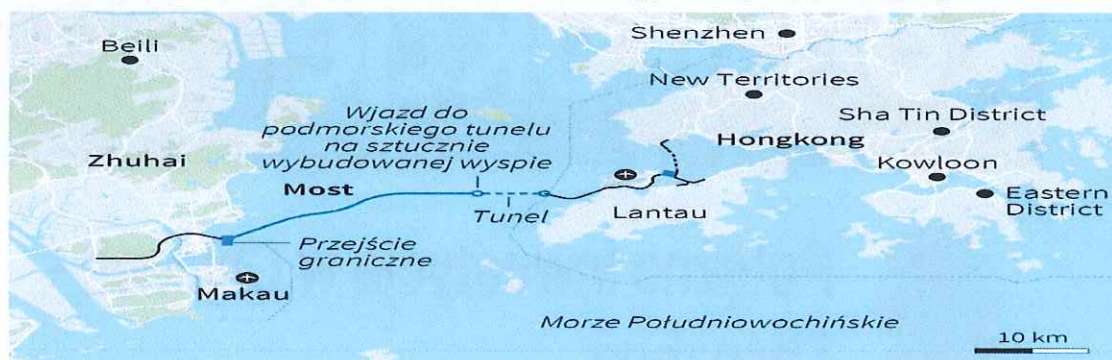 Beili
Shenzhen
New Territories
Wjazd do
podmorskiego tunelu
na sztucznie
wybudowanej wyspie
Sha Tin District
Hongkong
Zhuhai
Kowloon
Most
Eastern
District
Tunel
Lantau
Przejście
graniczne
Makau
Morze Południowochińskie
10 km